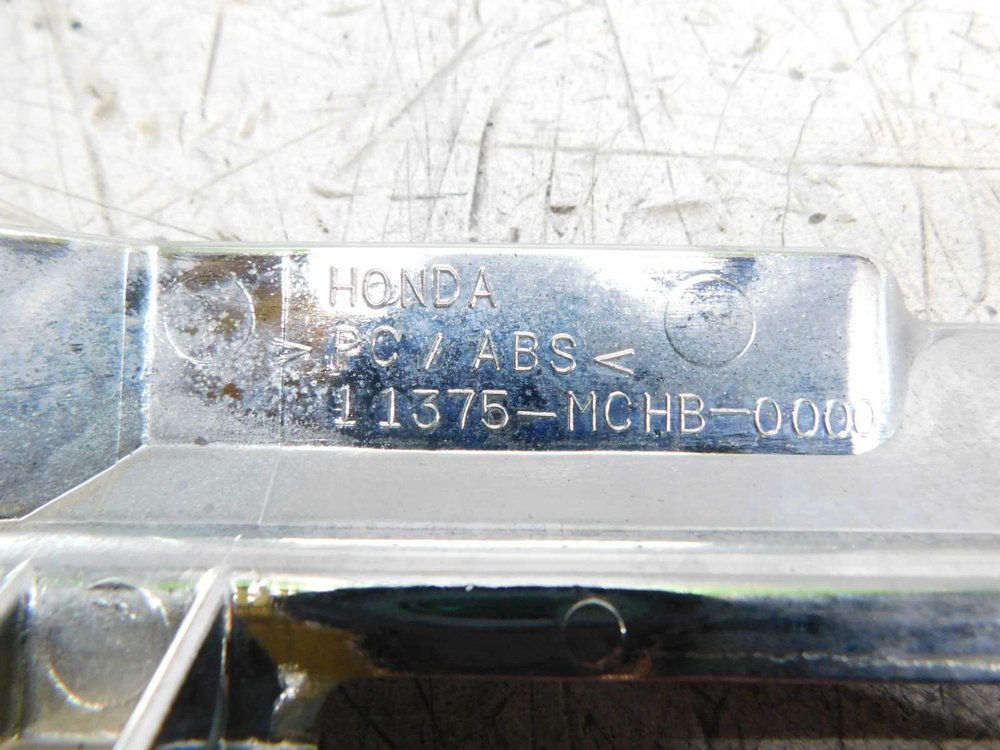 HONDA
>PC/ABS<
11375-MCHB-0000